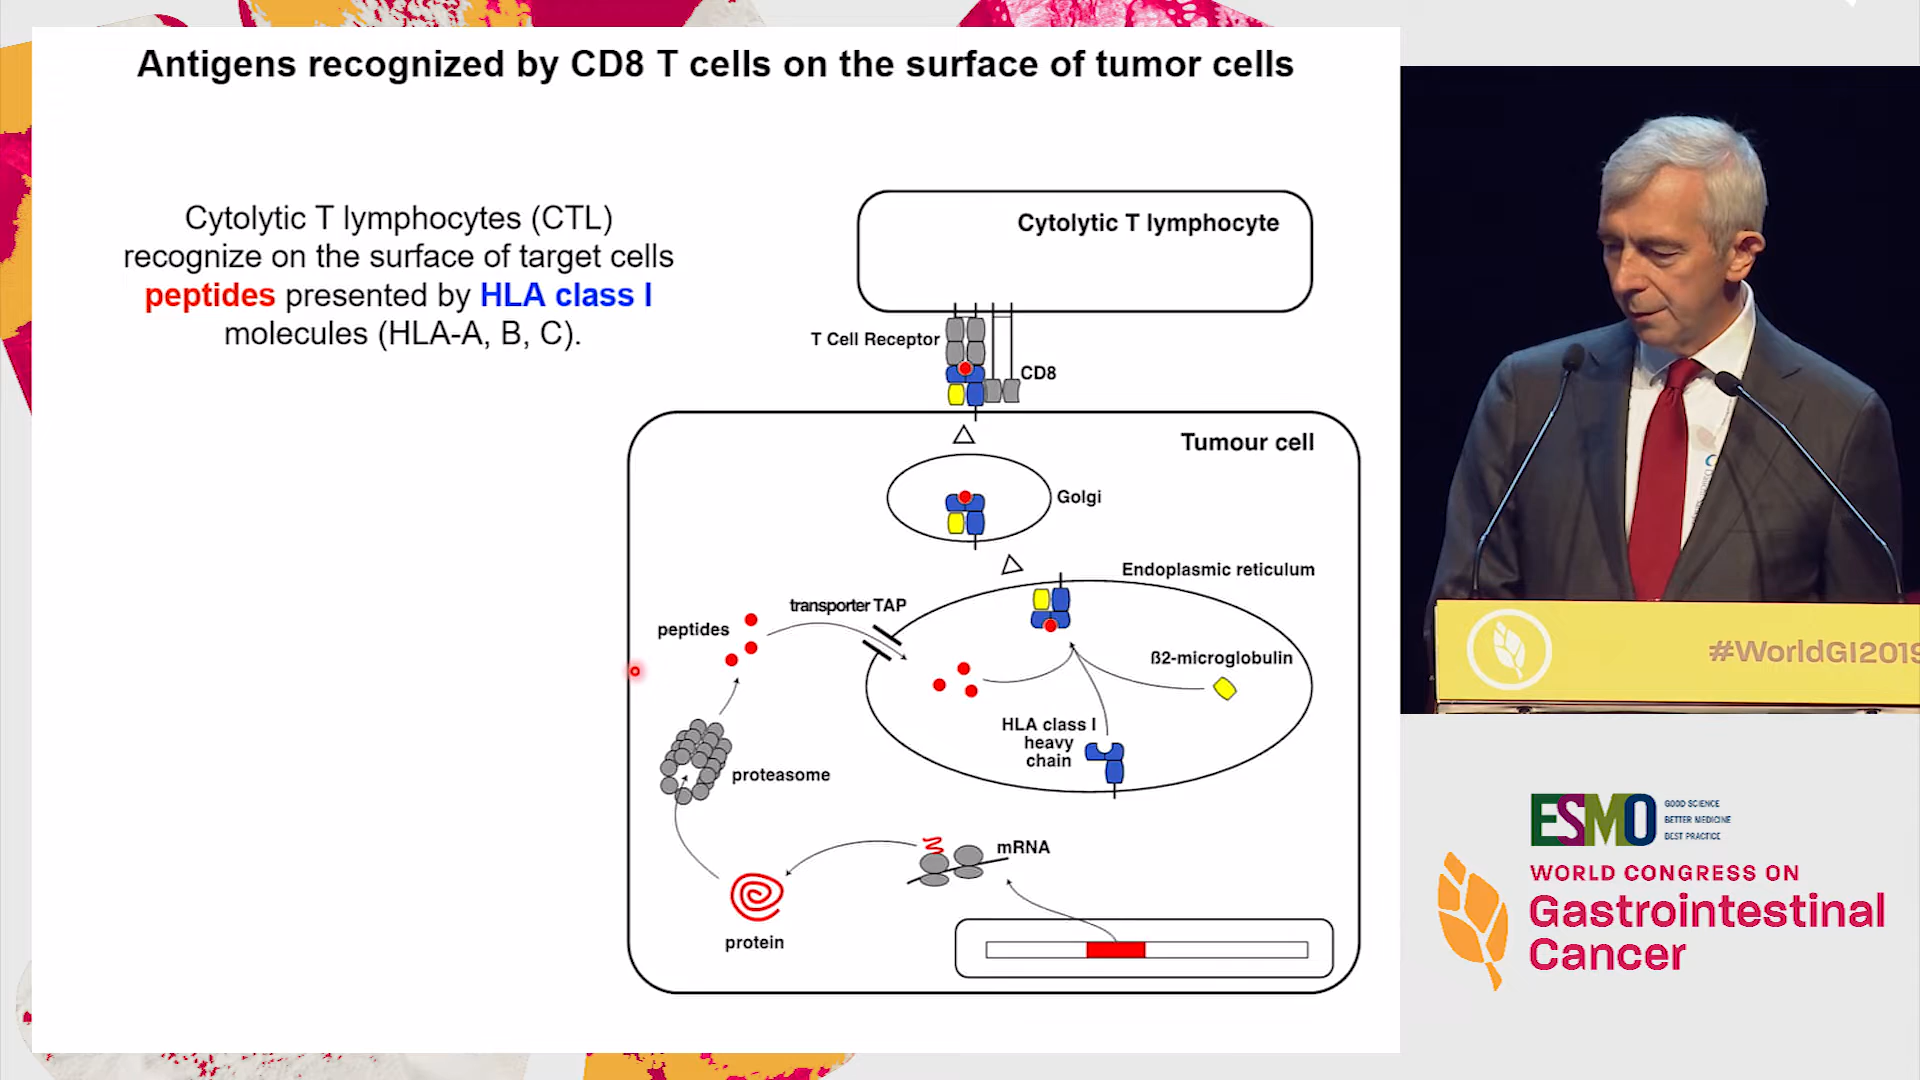 Antigens recognized by CD8 T cells on the surface of tumor cells
Cytolytic T lymphocytes (CTL)
recognize on the surface of target cells
peptides presented by HLA class I
molecules (HLA-A, B, C).
Cytolytic T lymphocyte
T Cell Receptor
CD8
Tumour cell
Golgi
Endoplasmic reticulum
transporter TAP
peptides
ß2-microglobulin
HLA class I
heavy
chain
proteasome
mRNA
protein
#WorldGI2019
ESMO
GOOD SCIENCE
BETTER MEDICINE
BEST PRACTICE
WORLD CONGRESS ON
Gastrointestinal
Cancer